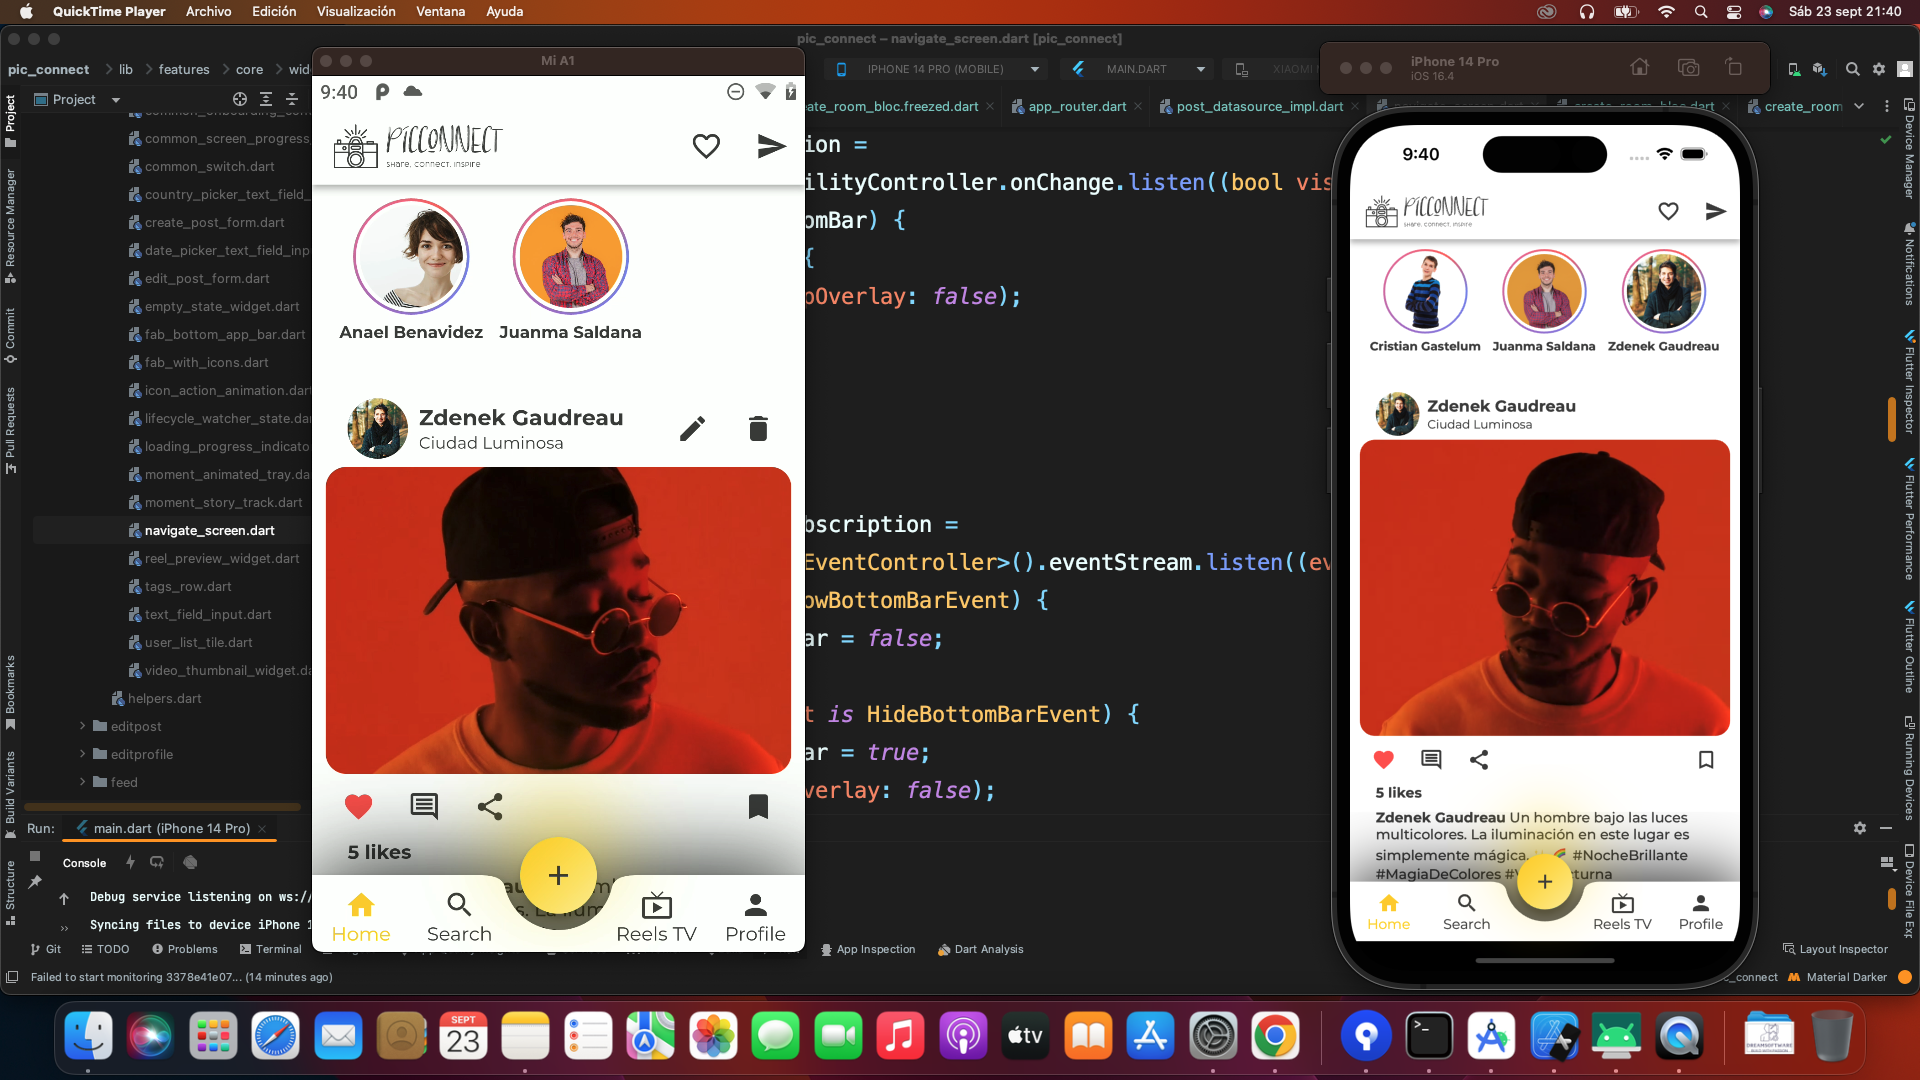 QuickTime Player Archivo Edición Visualización Ventana Ayuda
Sáb 23 sept 21:40
pic_connect – navigate_screen.dart [pic_connect]
pic_connect lib features core
IPHONE 14 PRO (MOBILE) MAIN.DART
Project
eate_room_bloc.freezed.dart app_router.dart post_datasource_impl.dart create_room
common_screen_progress_
common_switch.dart
country_picker_text_field_
create_post_form.dart
date_picker_text_field_inp
edit_post_form.dart
empty_state_widget.dart
fab_bottom_app_bar.dart
fab_with_icons.dart
icon_action_animation.dart
lifecycle_watcher_state.da
loading_progress_indicato
moment_animated_tray.da
moment_story_track.dart
navigate_screen.dart
reel_preview_widget.dart
tags_row.dart
text_field_input.dart
user_list_tile.dart
video_thumbnail_widget.da
helpers.dart
editpost
editprofile
feed
Project
Resource Manager
Commit
Pull Requests
Bookmarks
Build Variants
Structure
Mi A1
9:40
PICCONNECT
SHARE. CONNECT. INSPIRE
Anael Benavidez Juanma Saldana
Zdenek Gaudreau
Ciudad Luminosa
5 likes
+
Home Search Reels TV Profile
ion =
ilityController.onChange.listen((bool vis
omBar) {
{
pOverlay: false);
bscription =
EventController>().eventStream.listen((ev
owBottomBarEvent) {
ar = false;
t is HideBottomBarEvent) {
ar = true;
verlay: false);
iPhone 14 Pro
iOS 16.4
9:40
PICCONNECT
SHARE. CONNECT. INSPIRE
Cristian Gastelum Juanma Saldana Zdenek Gaudreau
Zdenek Gaudreau
Ciudad Luminosa
5 likes
Zdenek Gaudreau Un hombre bajo las luces
multicolores. La iluminación en este lugar es
simplemente mágica. #NocheBrillante
#MagiaDeColores
+
Home Search Reels TV Profile
Device Manager
Notifications
Flutter Inspector
Flutter Performance
Flutter Outline
Running Devices
Device File Exp
Run: main.dart (iPhone 14 Pro)
Console
Debug service listening on ws://
Syncing files to device iPhone 1
Git TODO Problems Terminal App Inspection Dart Analysis Layout Inspector
Failed to start monitoring 3378e41e07... (14 minutes ago)
c_connect Material Darker
SEPT
23
tv
DREAMSOFTWARE